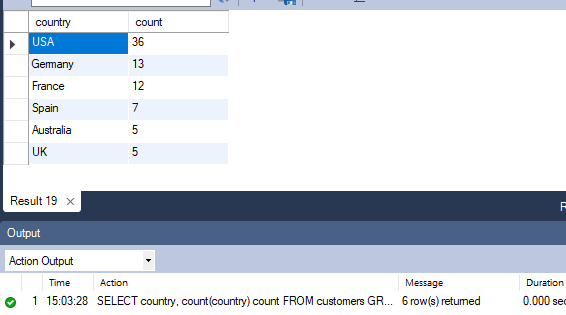 country count
USA 36
Germany 13
France 12
Spain 7
Australia 5
UK 5
Result 19 ×
Output
Action Output
Time Action Message Duration
1 15:03:28 SELECT country, count(country) count FROM customers GR... 6 row(s) returned 0.000 sec